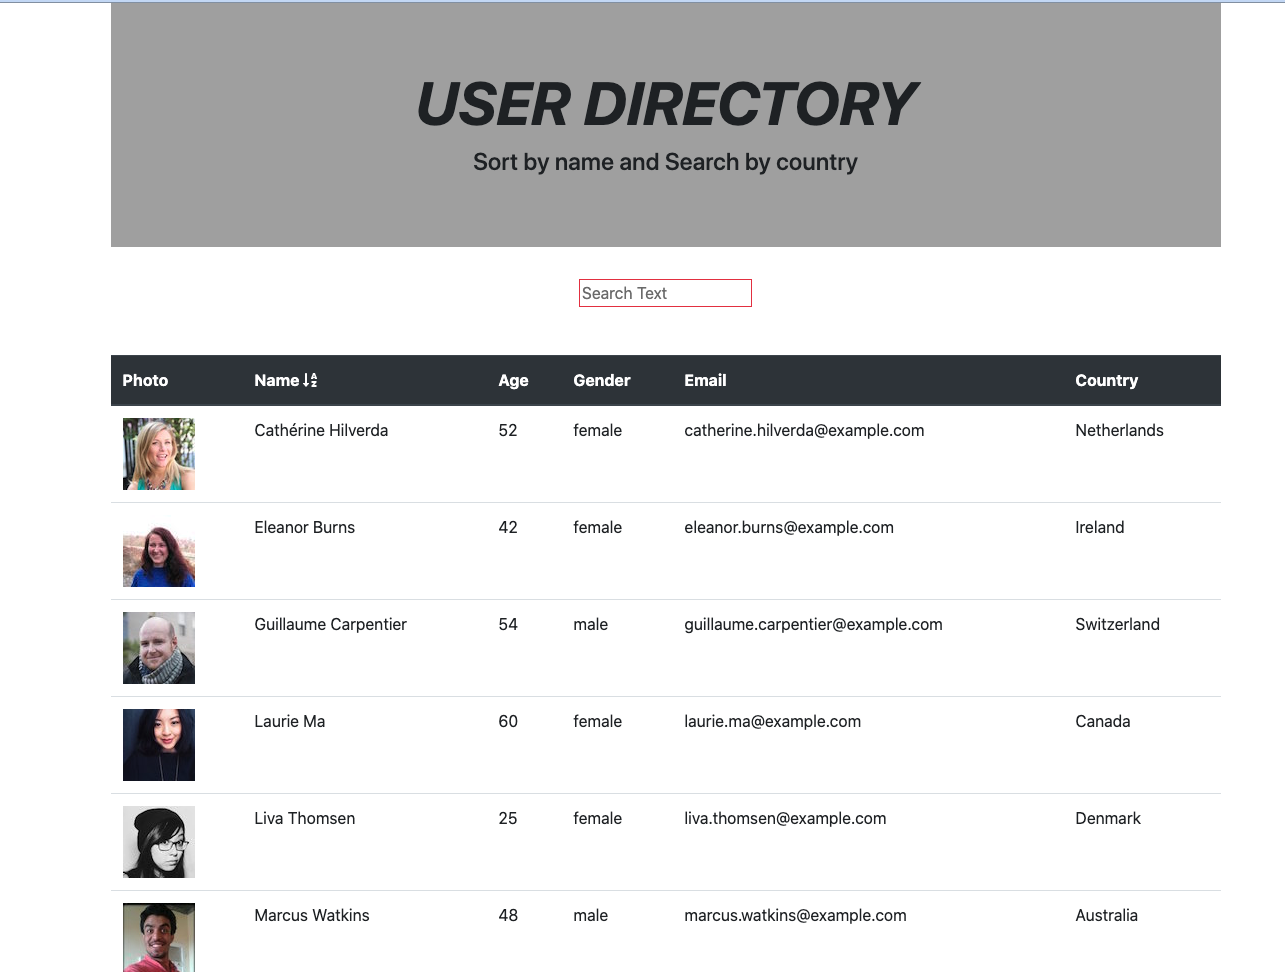 USER DIRECTORY
Sort by name and Search by country
Search Text
Photo Name Age Gender Email Country
Cathérine Hilverda 52 female catherine.hilverda@example.com Netherlands
Eleanor Burns 42 female eleanor.burns@example.com Ireland
Guillaume Carpentier 54 male guillaume.carpentier@example.com Switzerland
Laurie Ma 60 female laurie.ma@example.com Canada
Liva Thomsen 25 female liva.thomsen@example.com Denmark
Marcus Watkins 48 male marcus.watkins@example.com Australia